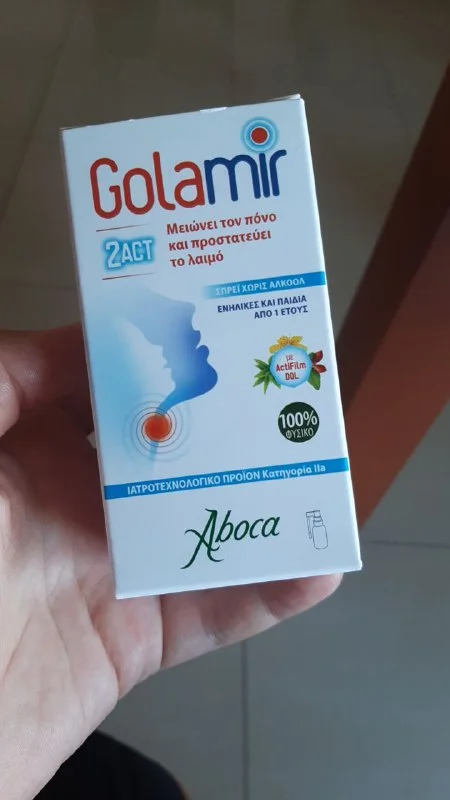 Golamir
2ACT
Μειώνει τον πόνο
και προστατεύει
το λαιμό
ΣΠΡΕΪ ΧΩΡΙΣ ΑΛΚΟΟΛ
ΕΝΗΛΙΚΕΣ ΚΑΙ ΠΑΙΔΙΑ
ΑΠΟ 1 ΕΤΟΥΣ
με
ActiFilm
DOL
100%
ΦΥΣΙΚΟ
ΙΑΤΡΟΤΕΧΝΟΛΟΓΙΚΟ ΠΡΟΪΟΝ Κατηγορία IIa
Aboca